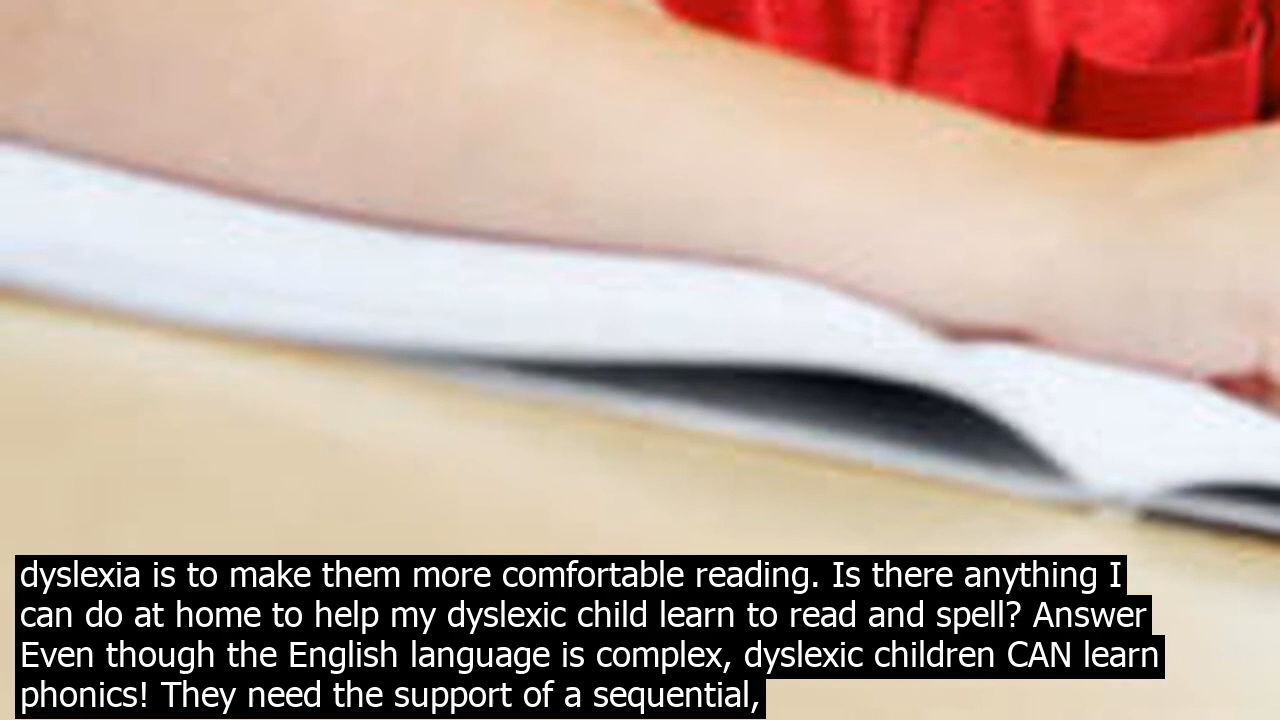 dyslexia is to make them more comfortable reading. Is there anything I
can do at home to help my dyslexic child learn to read and spell? Answer
Even though the English language is complex, dyslexic children CAN learn
phonics! They need the support of a sequential,